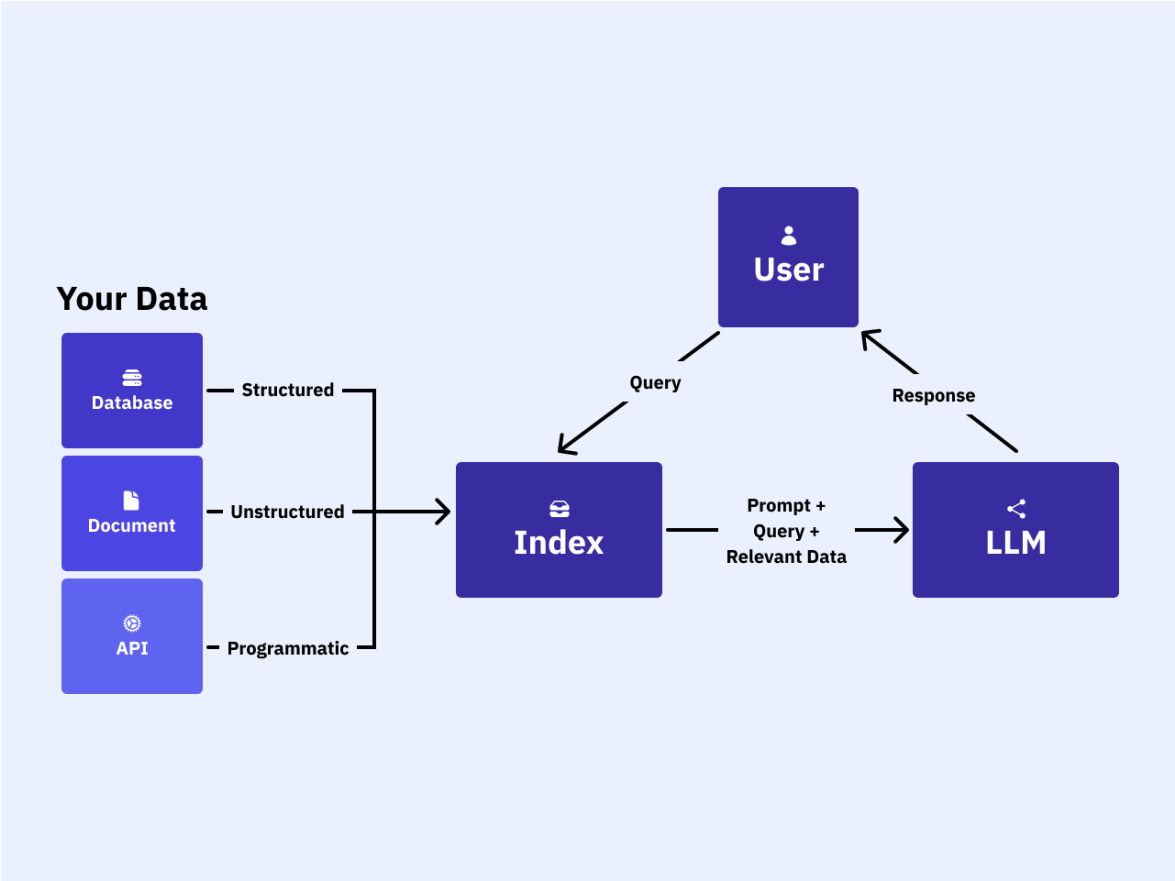 Your Data
Database
Document
API
Structured
Unstructured
Programmatic
User
Query
Response
Index
Prompt +
Query +
Relevant Data
LLM